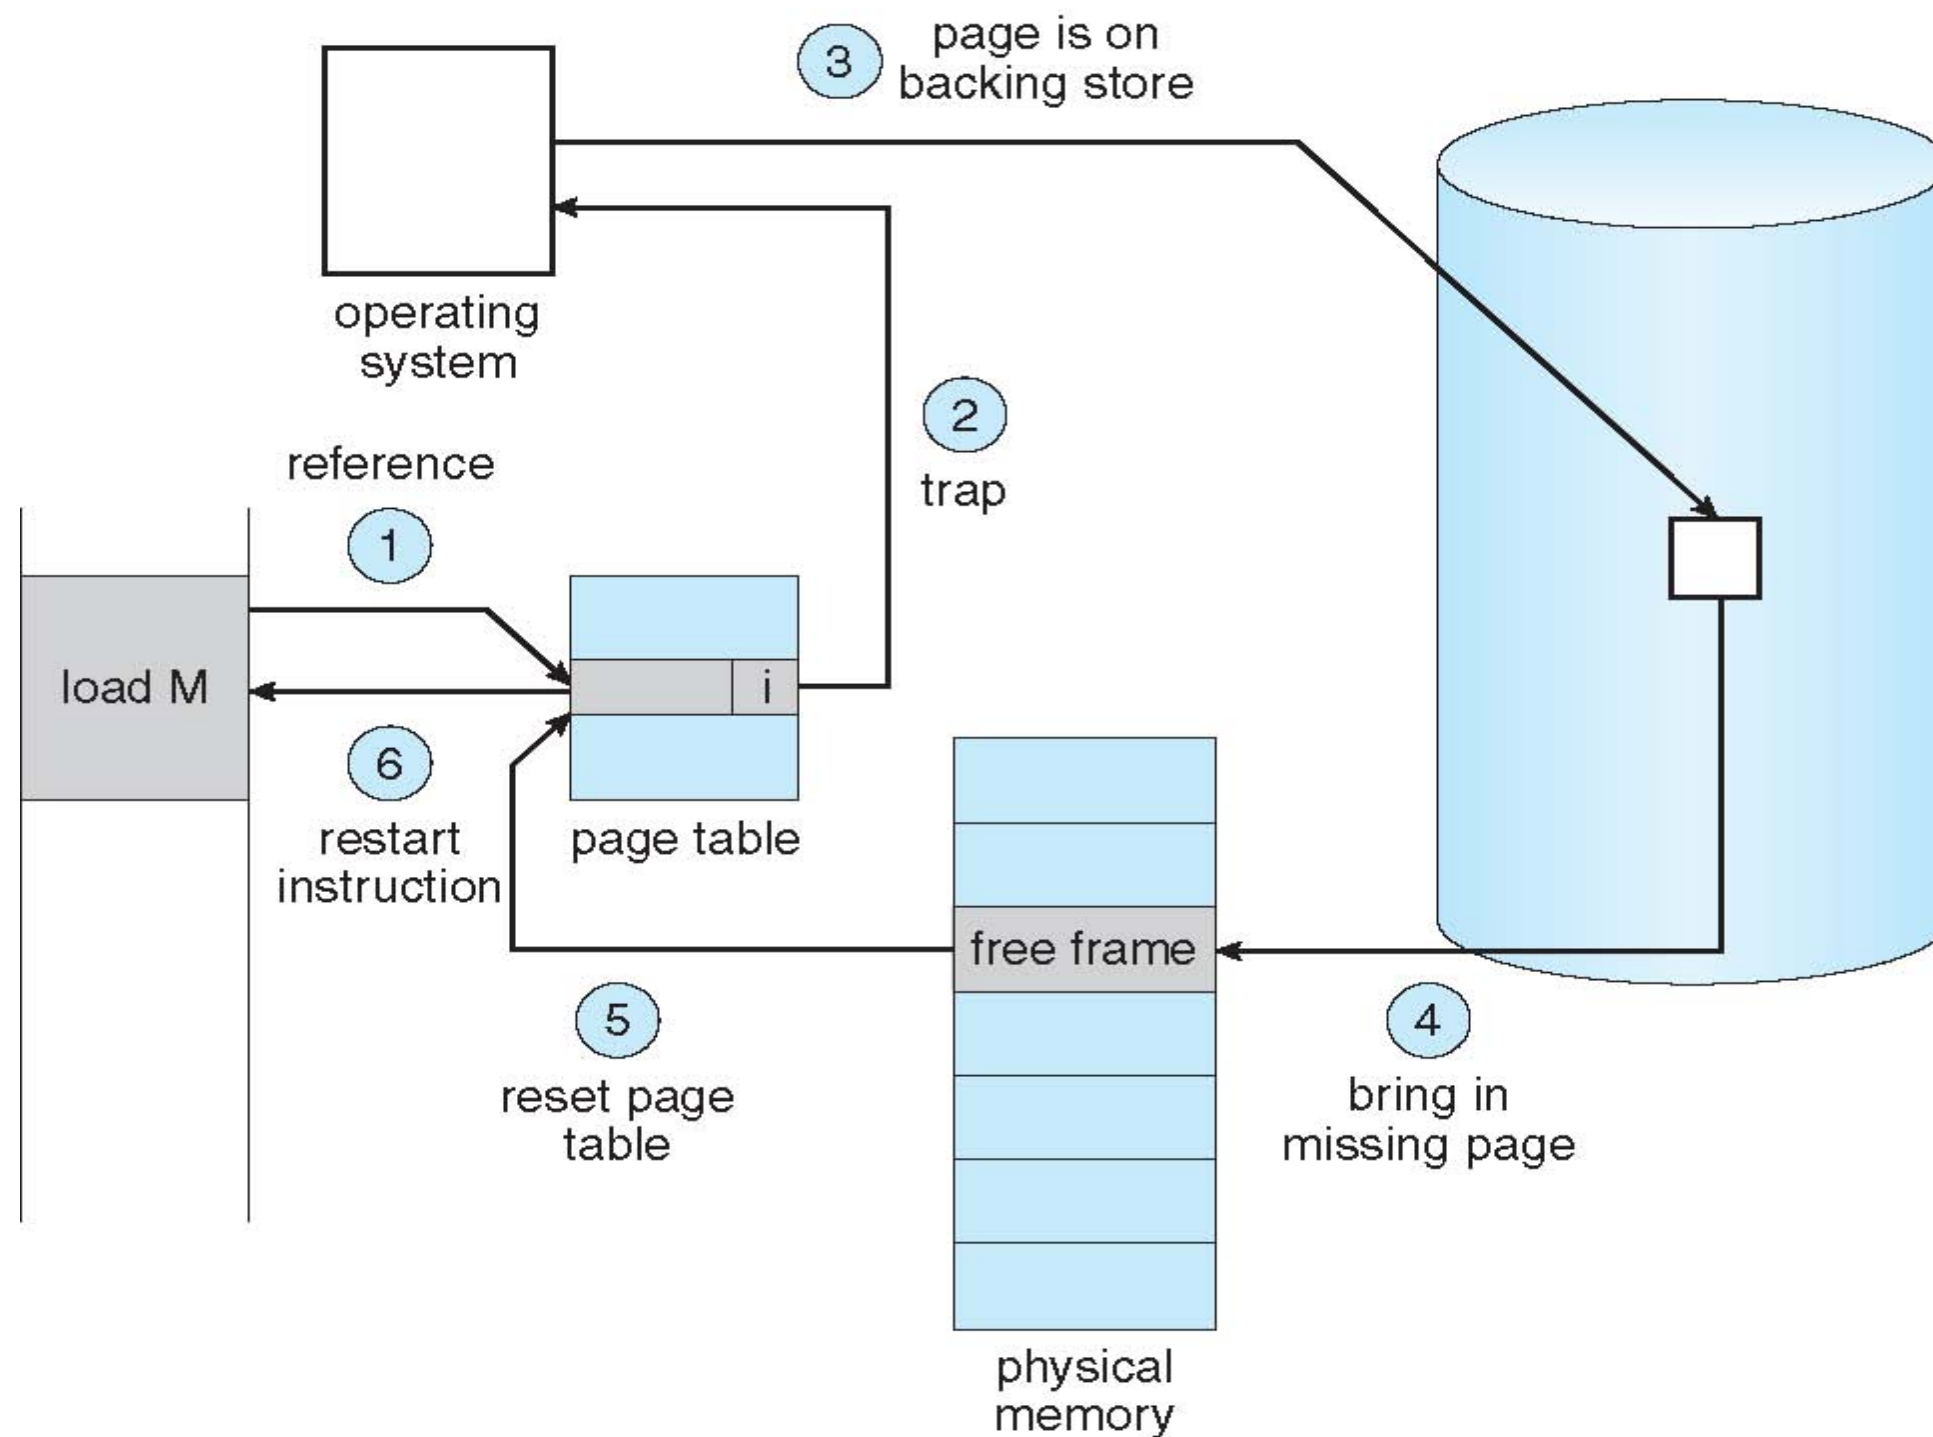 3
page is on
backing store
operating
system
2
trap
reference
1
load M
i
6
restart
instruction
page table
free frame
5
reset page
table
4
bring in
missing page
physical
memory